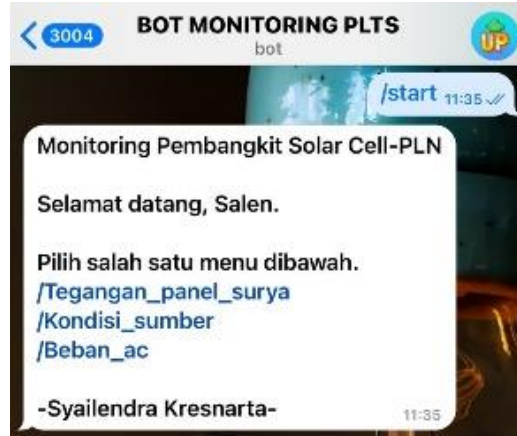 3004
BOT MONITORING PLTS
bot
UP
/start 11:35
Monitoring Pembangkit Solar Cell-PLN
Selamat datang, Salen.
Pilih salah satu menu dibawah.
/Tegangan_panel_surya
/Kondisi_sumber
/Beban_ac
-Syailendra Kresnarta-
11:35